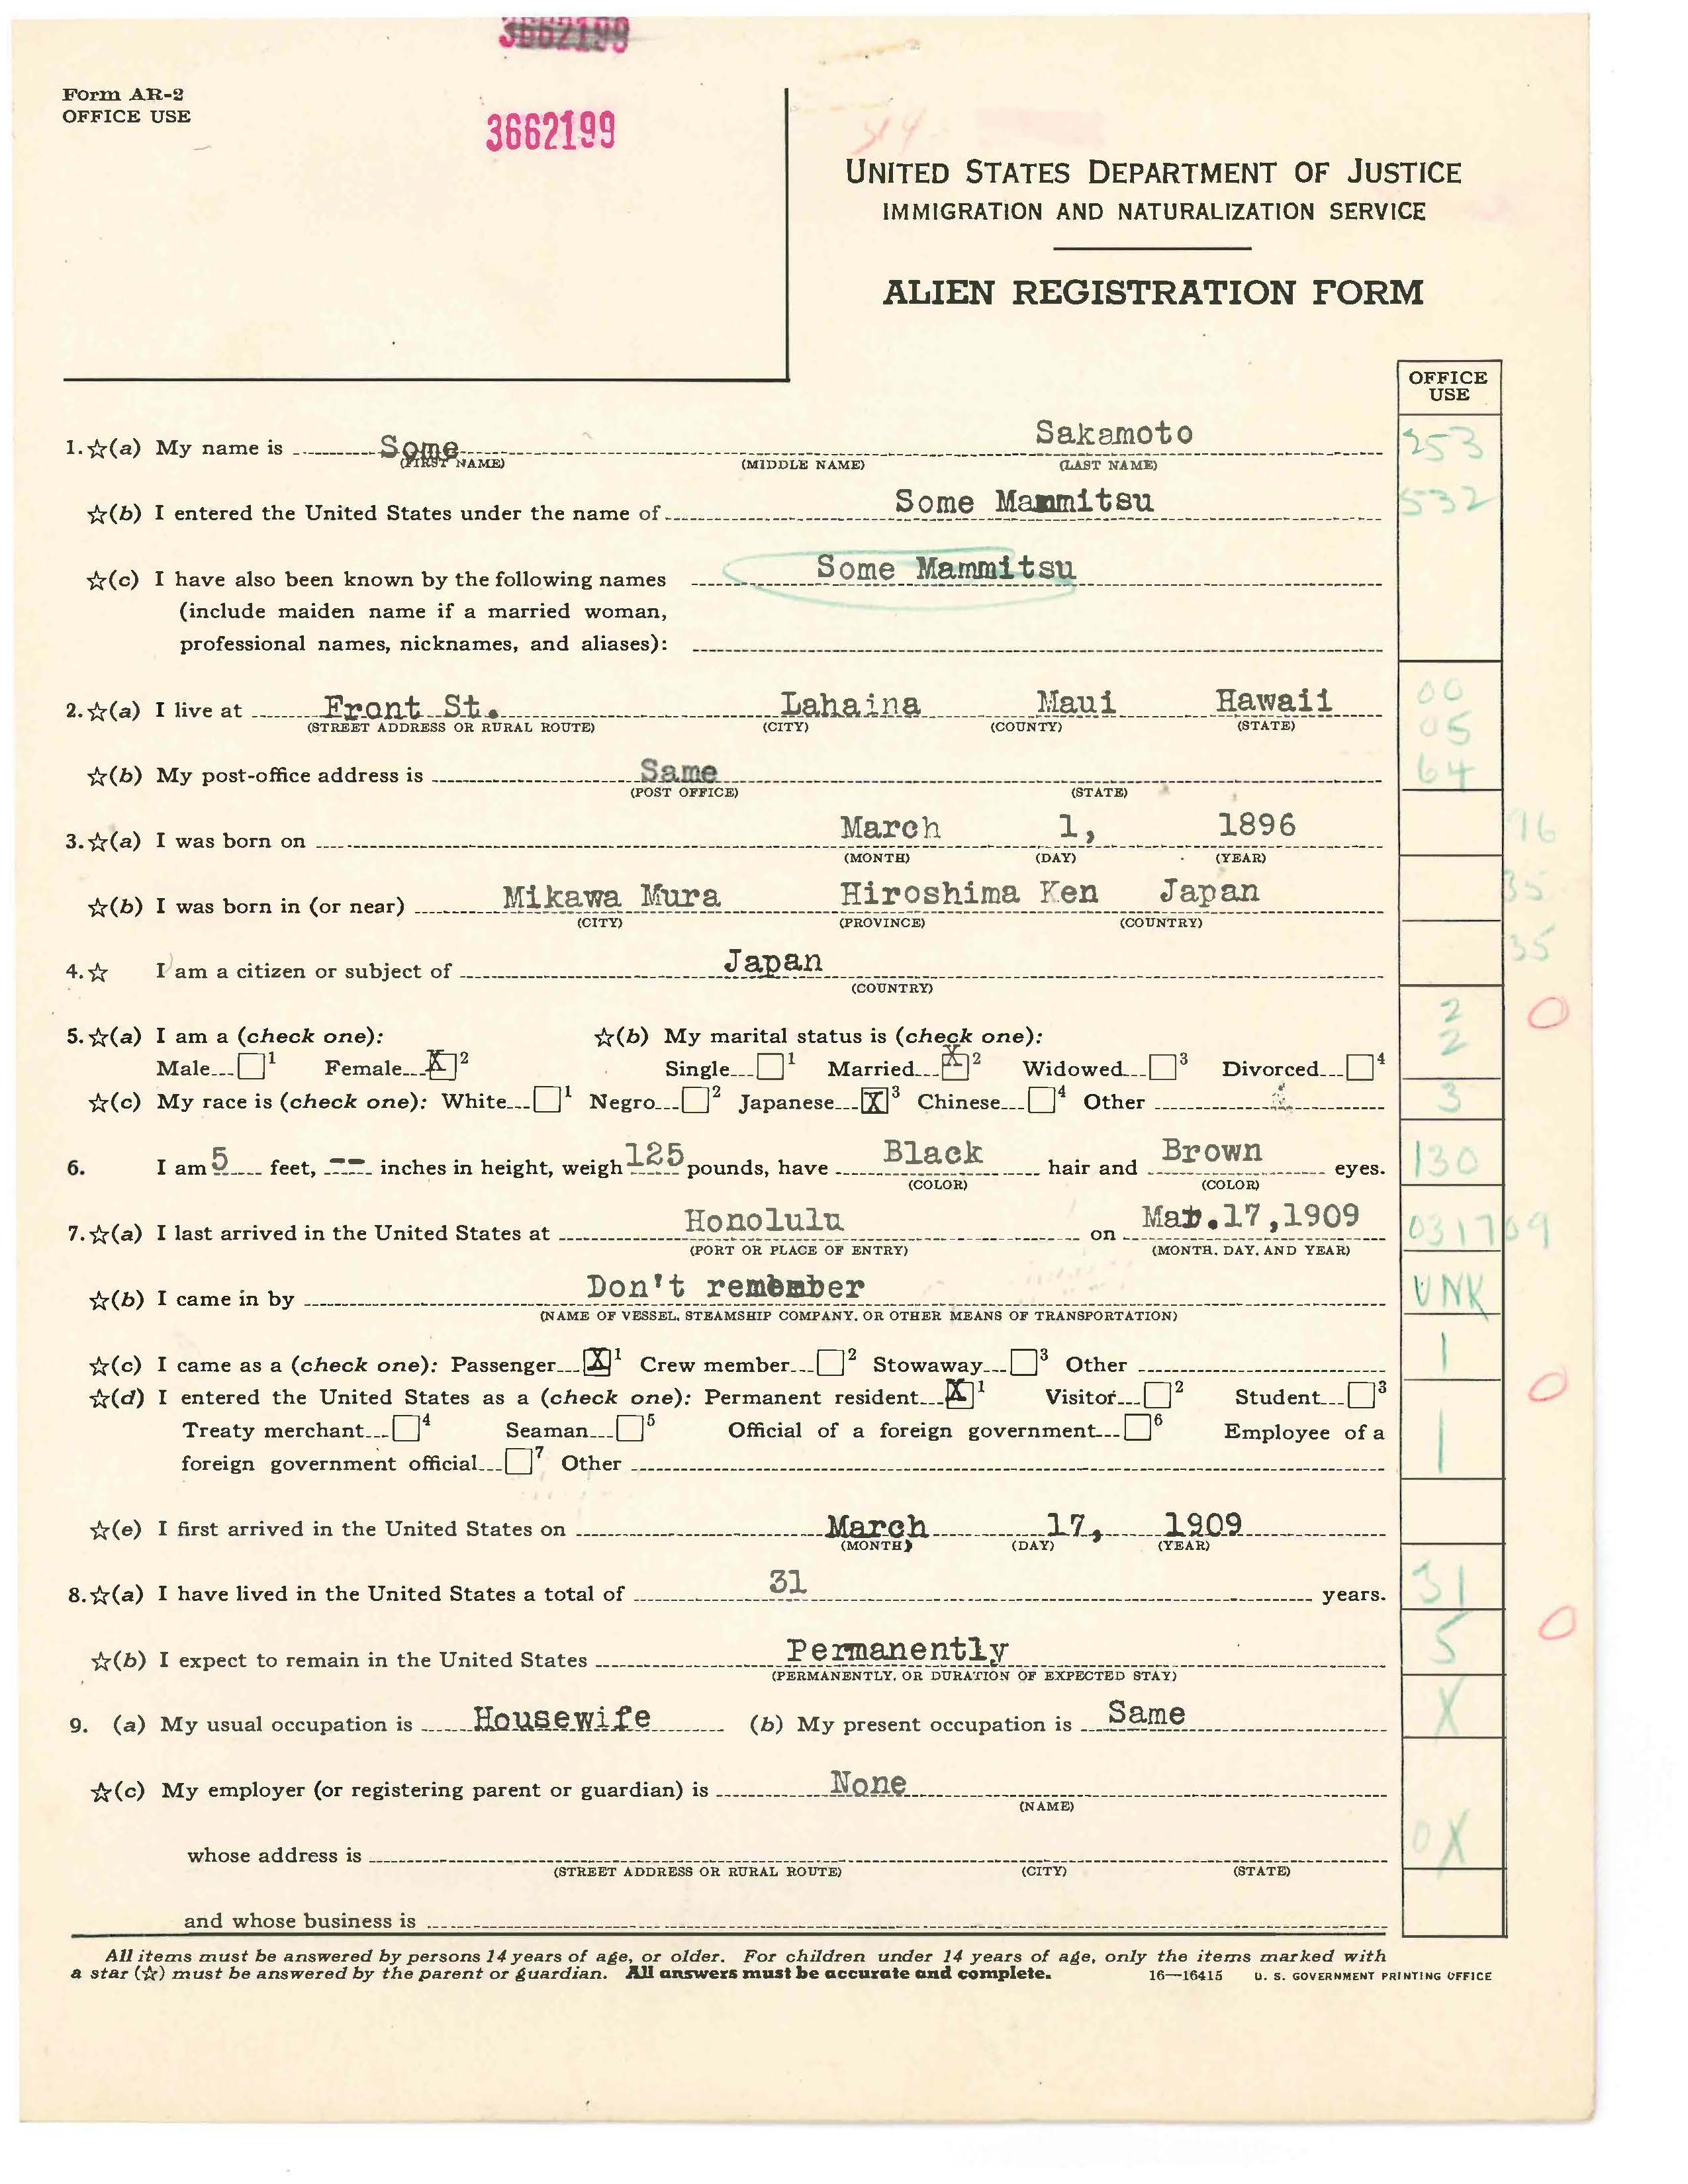 3662199
Form AR-2
OFFICE USE
3662199
UNITED STATES DEPARTMENT OF JUSTICE
IMMIGRATION AND NATURALIZATION SERVICE
ALIEN REGISTRATION FORM
OFFICE
USE
1. ☆(a) My name is Some Sakamoto 253
(FIRST NAME) (MIDDLE NAME) (LAST NAME)
☆(b) I entered the United States under the name of Some Mammitsu 532
☆(c) I have also been known by the following names Some Mammitsu
(include maiden name if a married woman,
professional names, nicknames, and aliases):
2. ☆(a) I live at Front St. Lahaina Maui Hawaii 00
(STREET ADDRESS OR RURAL ROUTE) (CITY) (COUNTY) (STATE) 05
☆(b) My post-office address is Same 64
(POST OFFICE) (STATE)
3. ☆(a) I was born on March 1, 1896 96
(MONTH) (DAY) (YEAR)
☆(b) I was born in (or near) Mikawa Mura Hiroshima Ken Japan 35
(CITY) (PROVINCE) (COUNTRY)
4. ☆ I am a citizen or subject of Japan 35
(COUNTRY)
5. ☆(a) I am a (check one): ☆(b) My marital status is (check one): 2
Male ☐1 Female X 2 Single ☐1 Married X 2 Widowed ☐3 Divorced ☐4 2
☆(c) My race is (check one): White ☐1 Negro ☐2 Japanese X 3 Chinese ☐4 Other 3
6. I am 5 feet, -- inches in height, weigh 125 pounds, have Black hair and Brown eyes. 130
(COLOR) (COLOR)
7. ☆(a) I last arrived in the United States at Honolulu on Mar.17,1909 031709
(PORT OR PLACE OF ENTRY) (MONTH, DAY, AND YEAR)
☆(b) I came in by Don't remember UNK
(NAME OF VESSEL, STEAMSHIP COMPANY, OR OTHER MEANS OF TRANSPORTATION)
☆(c) I came as a (check one): Passenger X 1 Crew member ☐2 Stowaway ☐3 Other 1
☆(d) I entered the United States as a (check one): Permanent resident X 1 Visitor ☐2 Student ☐3
Treaty merchant ☐4 Seaman ☐5 Official of a foreign government ☐6 Employee of a 1
foreign government official ☐7 Other
☆(e) I first arrived in the United States on March 17, 1909
(MONTH) (DAY) (YEAR)
8. ☆(a) I have lived in the United States a total of 31 years. 31
☆(b) I expect to remain in the United States Permanently 5
(PERMANENTLY, OR DURATION OF EXPECTED STAY)
9. (a) My usual occupation is Housewife (b) My present occupation is Same X
☆(c) My employer (or registering parent or guardian) is None
(NAME)
whose address is 0X
(STREET ADDRESS OR RURAL ROUTE) (CITY) (STATE)
and whose business is
All items must be answered by persons 14 years of age, or older. For children under 14 years of age, only the items marked with
a star (☆) must be answered by the parent or guardian. All answers must be accurate and complete. 16—16415 U. S. GOVERNMENT PRINTING OFFICE